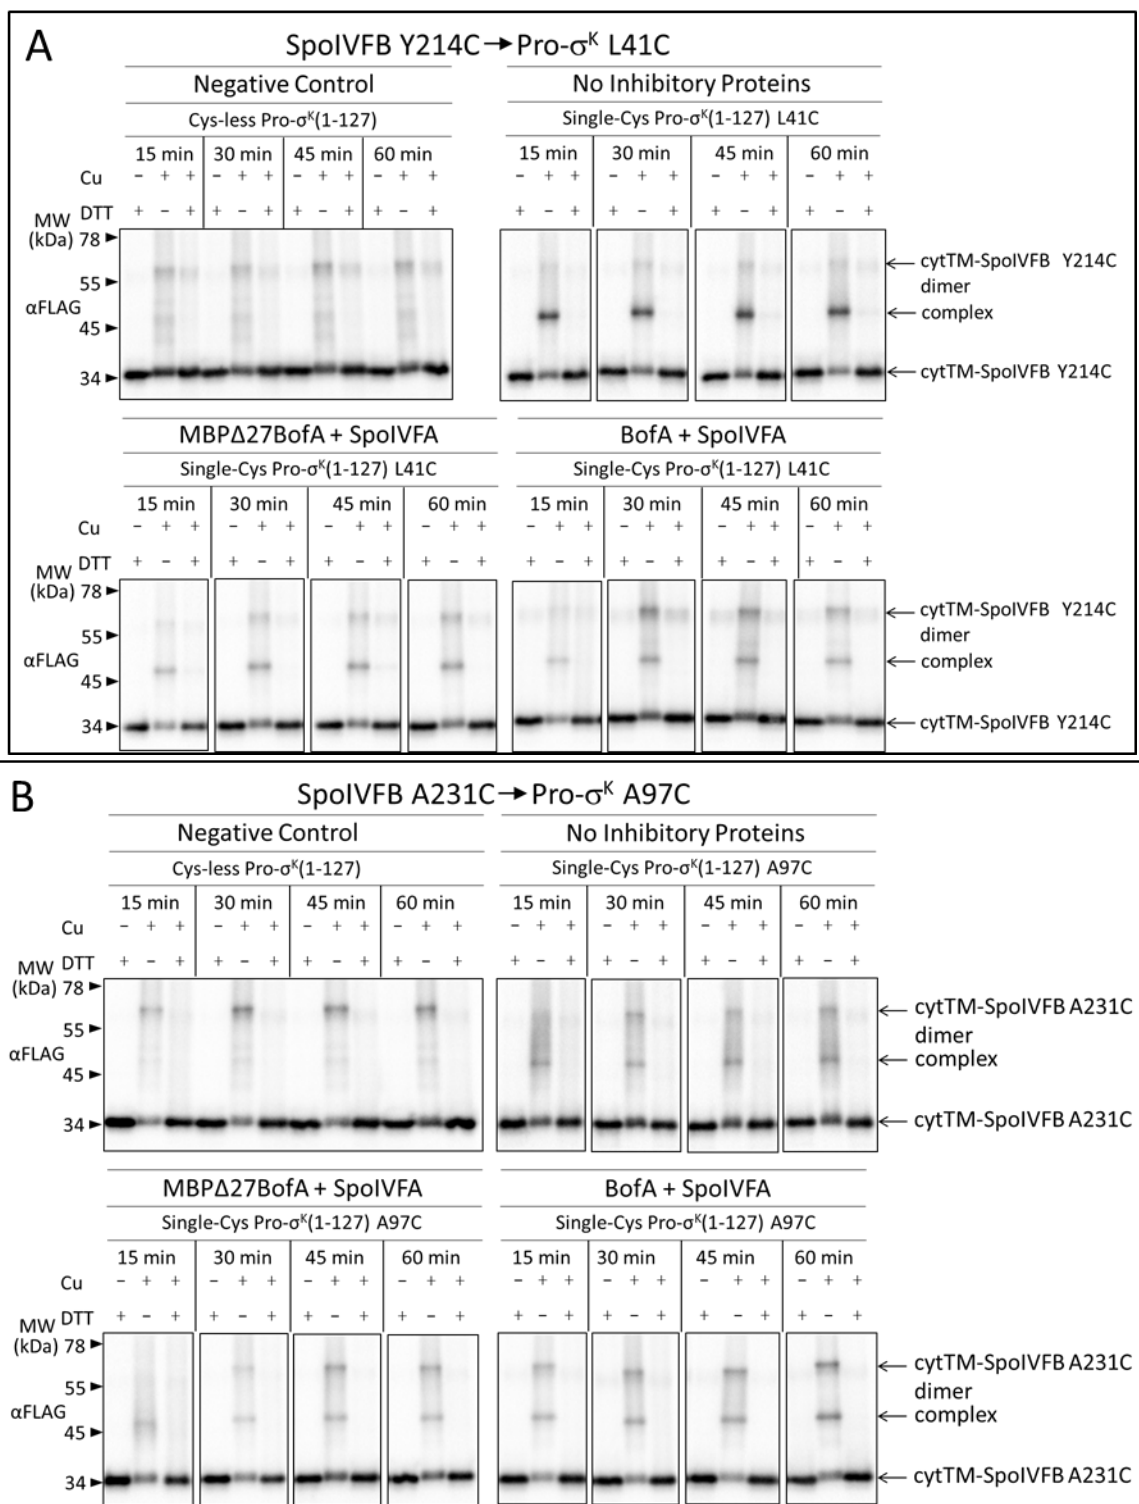 A
SpoIVFB Y214C→Pro-σᴷ L41C
Negative Control
No Inhibitory Proteins
Cys-less Pro-σᴷ(1-127)
Single-Cys Pro-σᴷ(1-127) L41C
15 min 30 min 45 min 60 min 15 min 30 min 45 min 60 min
Cu − + + − + + − + + − + + − + + − + + − + + − + +
DTT + − + + − + + − + + − + + − + + − + + − + + − +
MW
(kDa)
78
55
αFLAG
45
34
cytTM-SpoIVFB Y214C
dimer
complex
cytTM-SpoIVFB Y214C
MBPΔ27BofA + SpoIVFA
BofA + SpoIVFA
Single-Cys Pro-σᴷ(1-127) L41C
Single-Cys Pro-σᴷ(1-127) L41C
15 min 30 min 45 min 60 min 15 min 30 min 45 min 60 min
Cu − + + − + + − + + − + + − + + − + + − + + − + +
DTT + − + + − + + − + + − + + − + + − + + − + + − +
MW
(kDa)
78
55
αFLAG
45
34
cytTM-SpoIVFB Y214C
dimer
complex
cytTM-SpoIVFB Y214C
B
SpoIVFB A231C→Pro-σᴷ A97C
Negative Control
No Inhibitory Proteins
Cys-less Pro-σᴷ(1-127)
Single-Cys Pro-σᴷ(1-127) A97C
15 min 30 min 45 min 60 min 15 min 30 min 45 min 60 min
Cu − + + − + + − + + − + + − + + − + + − + + − + +
DTT + − + + − + + − + + − + + − + + − + + − + + − +
MW
(kDa)
78
55
αFLAG
45
34
cytTM-SpoIVFB A231C
dimer
complex
cytTM-SpoIVFB A231C
MBPΔ27BofA + SpoIVFA
BofA + SpoIVFA
Single-Cys Pro-σᴷ(1-127) A97C
Single-Cys Pro-σᴷ(1-127) A97C
15 min 30 min 45 min 60 min 15 min 30 min 45 min 60 min
Cu − + + − + + − + + − + + − + + − + + − + + − + +
DTT + − + + − + + − + + − + + − + + − + + − + + − +
MW
(kDa)
78
55
αFLAG
45
34
cytTM-SpoIVFB A231C
dimer
complex
cytTM-SpoIVFB A231C